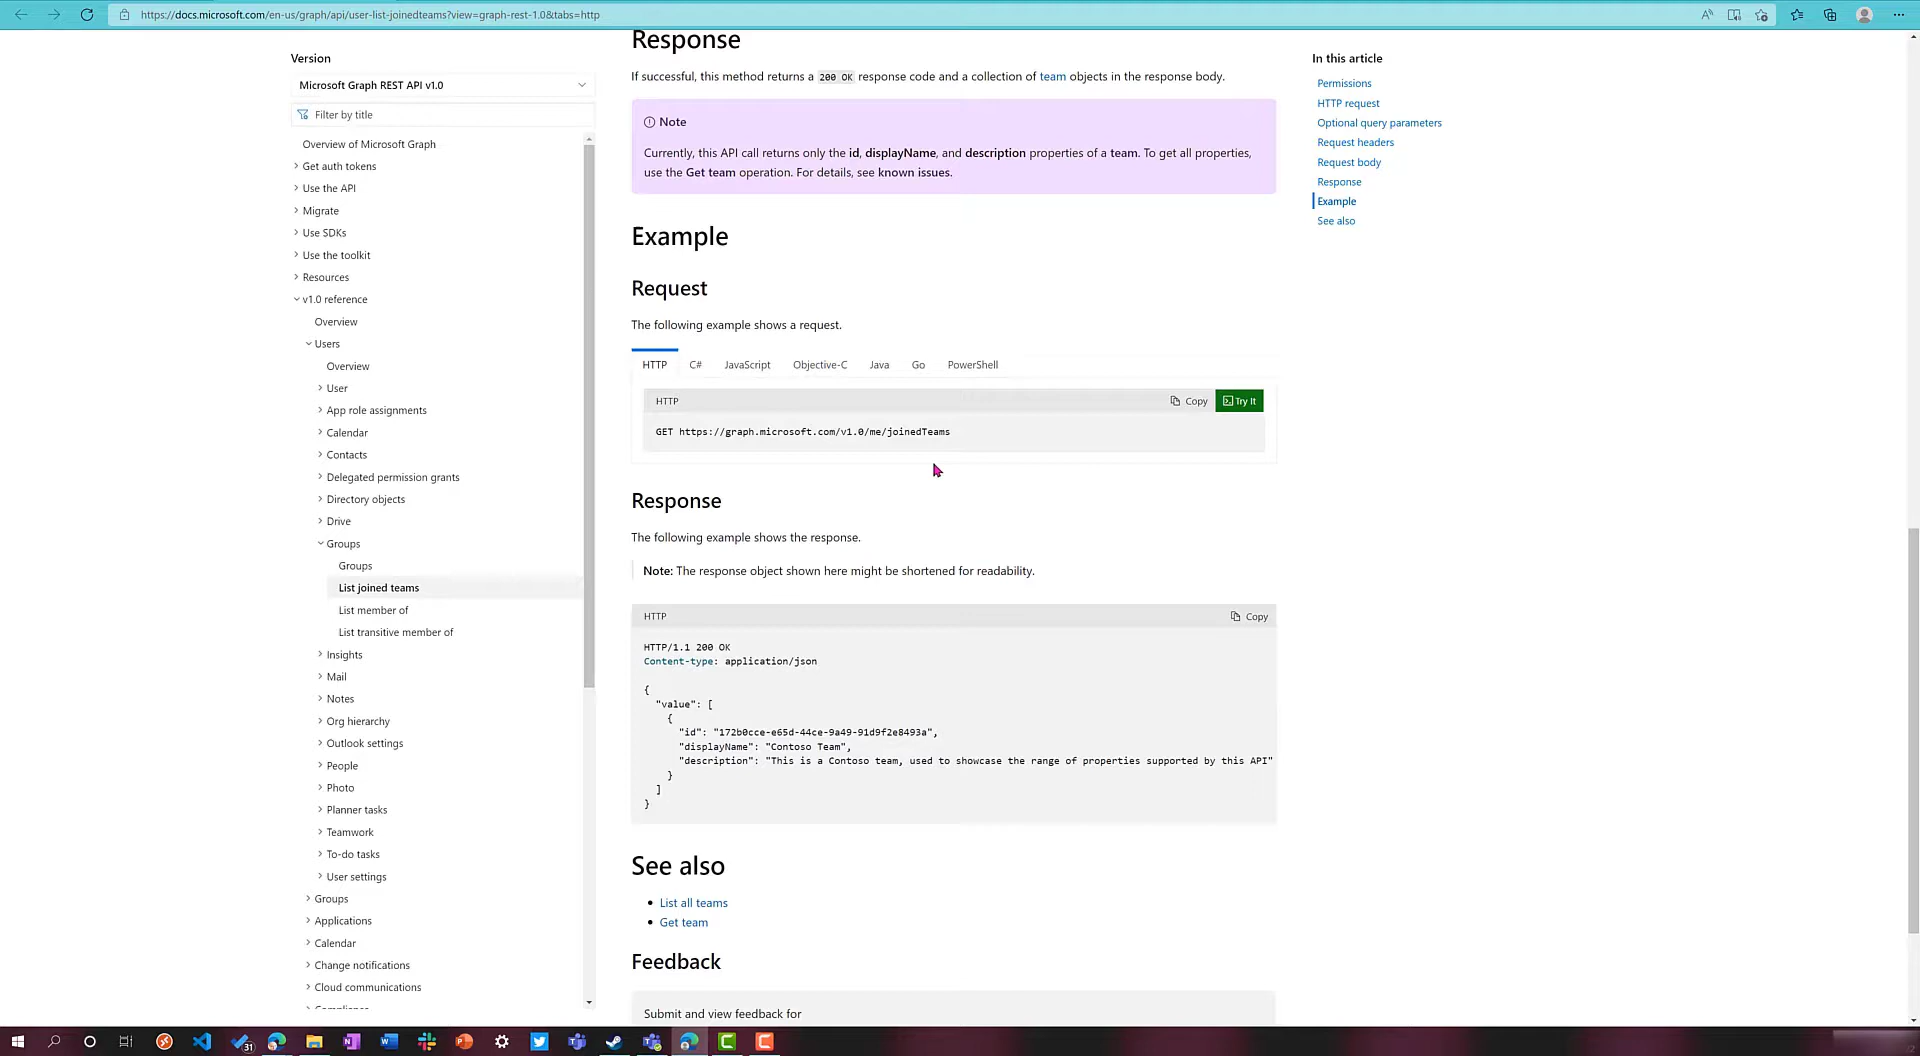 https://docs.microsoft.com/en-us/graph/api/user-list-joinedteams?view=graph-rest-1.0&tabs=http
Version
Microsoft Graph REST API v1.0
Filter by title
Overview of Microsoft Graph
Get auth tokens
Use the API
Migrate
Use SDKs
Use the toolkit
Resources
v1.0 reference
Overview
Users
Overview
User
App role assignments
Calendar
Contacts
Delegated permission grants
Directory objects
Drive
Groups
Groups
List joined teams
List member of
List transitive member of
Insights
Mail
Notes
Org hierarchy
Outlook settings
People
Photo
Planner tasks
Teamwork
To-do tasks
User settings
Groups
Applications
Calendar
Change notifications
Cloud communications
Response
If successful, this method returns a 200 OK response code and a collection of team objects in the response body.
Note
Currently, this API call returns only the id, displayName, and description properties of a team. To get all properties,
use the Get team operation. For details, see known issues.
Example
Request
The following example shows a request.
HTTP C# JavaScript Objective-C Java Go PowerShell
HTTP Copy Try It
GET https://graph.microsoft.com/v1.0/me/joinedTeams
Response
The following example shows the response.
Note: The response object shown here might be shortened for readability.
HTTP Copy
HTTP/1.1 200 OK
Content-type: application/json
{
"value": [
{
"id": "172b0cce-e65d-44ce-9a49-91d9f2e8493a",
"displayName": "Contoso Team",
"description": "This is a Contoso team, used to showcase the range of properties supported by this API"
}
]
}
See also
List all teams
Get team
Feedback
Submit and view feedback for
In this article
Permissions
HTTP request
Optional query parameters
Request headers
Request body
Response
Example
See also
31